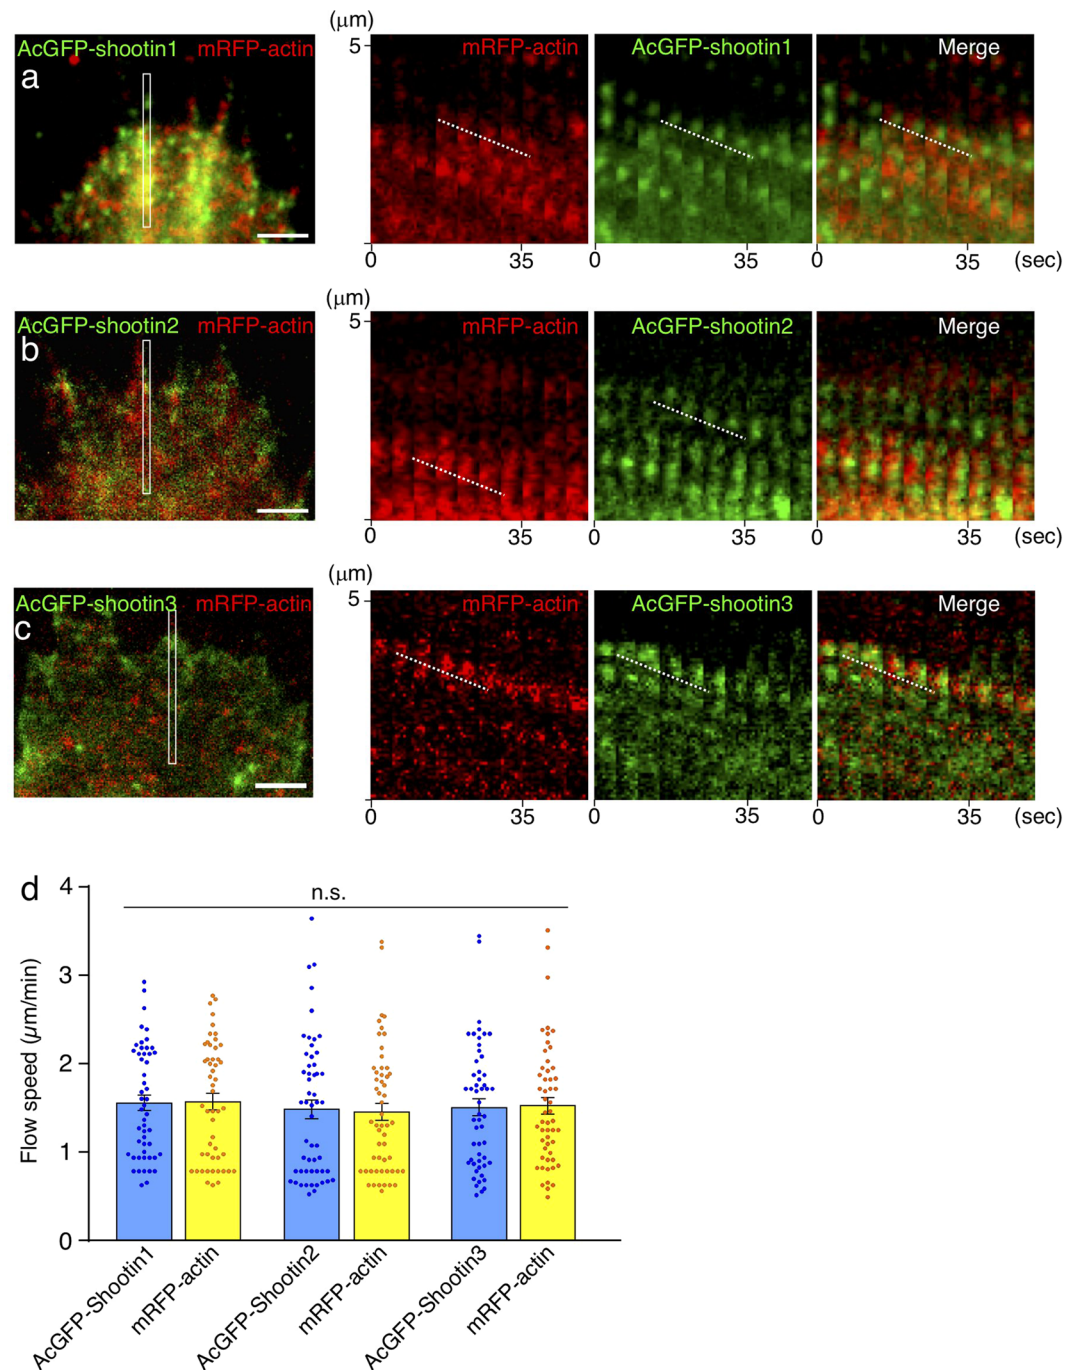 (μm)
AcGFP-shootin1 mRFP-actin
a
5
mRFP-actin
AcGFP-shootin1
Merge
0 35 0 35 0 35 (sec)
(μm)
AcGFP-shootin2 mRFP-actin
b
5
mRFP-actin
AcGFP-shootin2
Merge
0 35 0 35 0 35 (sec)
(μm)
AcGFP-shootin3 mRFP-actin
c
5
mRFP-actin
AcGFP-shootin3
Merge
0 35 0 35 0 35 (sec)
d
n.s.
4
3
2
1
0
Flow speed (μm/min)
AcGFP-Shootin1
mRFP-actin
AcGFP-Shootin2
mRFP-actin
AcGFP-Shootin3
mRFP-actin